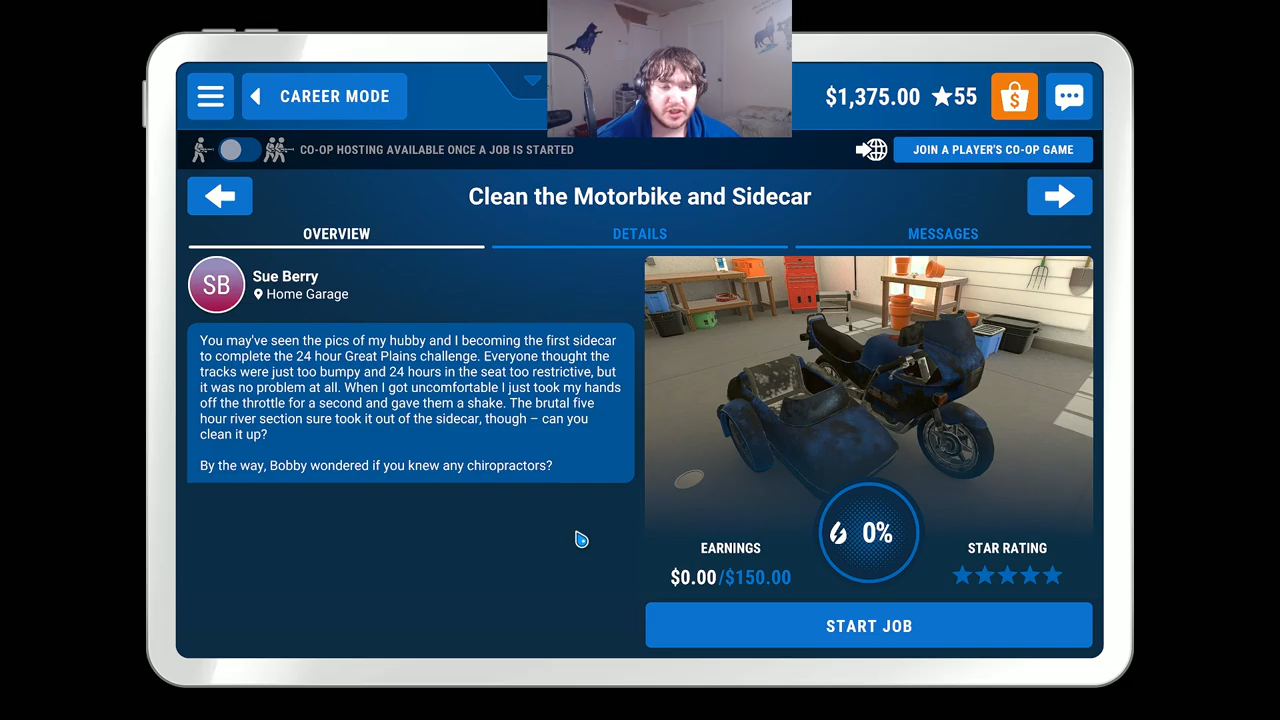 CAREER MODE
$1,375.00 ★55
CO-OP HOSTING AVAILABLE ONCE A JOB IS STARTED
JOIN A PLAYER'S CO-OP GAME
Clean the Motorbike and Sidecar
OVERVIEW
DETAILS
MESSAGES
SB
Sue Berry
Home Garage
You may've seen the pics of my hubby and I becoming the first sidecar
to complete the 24 hour Great Plains challenge. Everyone thought the
tracks were just too bumpy and 24 hours in the seat too restrictive, but
it was no problem at all. When I got uncomfortable I just took my hands
off the throttle for a second and gave them a shake. The brutal five
hour river section sure took it out of the sidecar, though – can you
clean it up?
By the way, Bobby wondered if you knew any chiropractors?
EARNINGS
$0.00/$150.00
0%
STAR RATING
START JOB